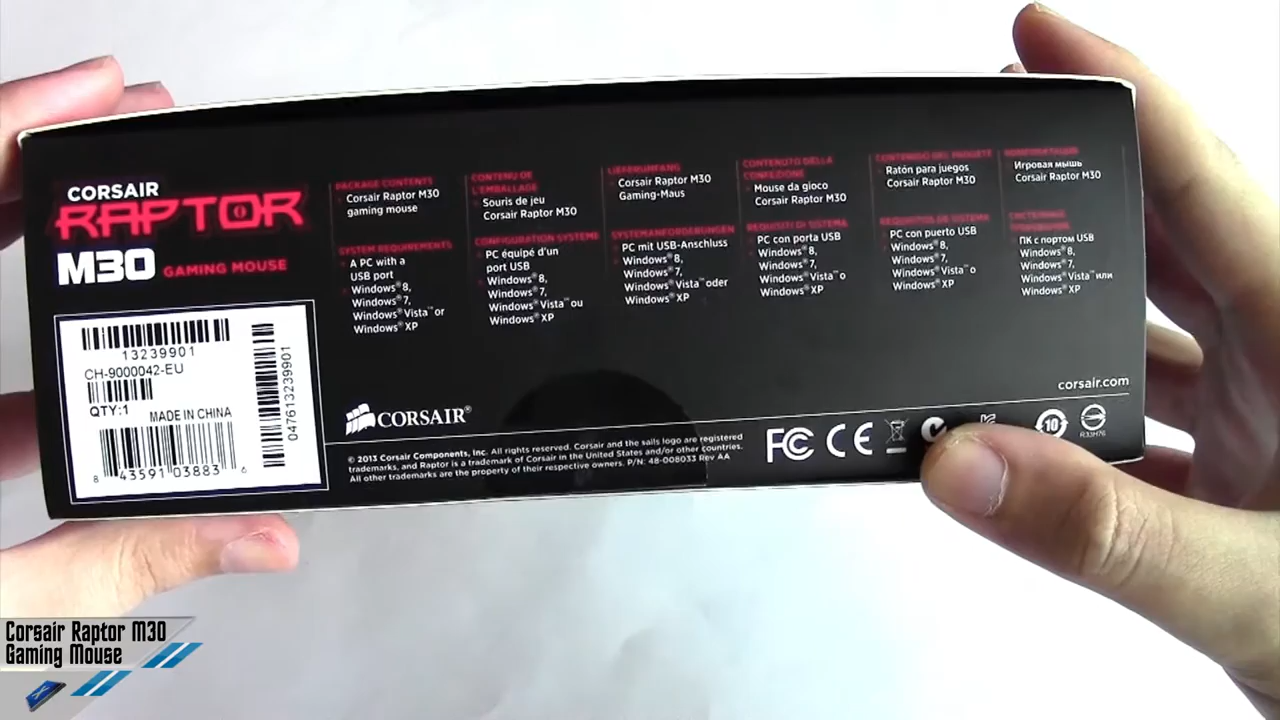 CORSAIR
RAPTOR
M30 GAMING MOUSE
13239901
CH-9000042-EU
QTY:1
MADE IN CHINA
8 43591 03883 6
047613239901
PACKAGE CONTENTS
Corsair Raptor M30
gaming mouse
SYSTEM REQUIREMENTS
A PC with a
USB port
Windows® 8,
Windows® 7,
Windows® Vista™ or
Windows® XP
CONTENU DE
L'EMBALLAGE
Souris de jeu
Corsair Raptor M30
CONFIGURATION SYSTÈME
PC équipé d'un
port USB
Windows® 8,
Windows® 7,
Windows® Vista™ ou
Windows® XP
LIEFERUMFANG
Corsair Raptor M30
Gaming-Maus
SYSTEMANFORDERUNGEN
PC mit USB-Anschluss
Windows® 8,
Windows® 7,
Windows® Vista™ oder
Windows® XP
CONTENUTO DELLA
CONFEZIONE
Mouse da gioco
Corsair Raptor M30
REQUISITI DI SISTEMA
PC con porta USB
Windows® 8,
Windows® 7,
Windows® Vista™ o
Windows® XP
CONTENIDO DEL
Ratón para juegos
Corsair Raptor M30
REQUISITOS DE SISTEMA
PC con puerto USB
Windows® 8,
Windows® 7,
Windows® Vista™ o
Windows® XP
Игровая мышь
Corsair Raptor M30
ПК с портом USB
Windows® 8,
Windows® 7,
Windows® Vista™ или
Windows® XP
corsair.com
CORSAIR®
© 2013 Corsair Components, Inc. All rights reserved. Corsair and the sails logo are registered
trademarks, and Raptor is a trademark of Corsair in the United States and/or other countries.
All other trademarks are the property of their respective owners. P/N: 48-008033 Rev AA
FC CE
10
R33H76
Corsair Raptor M30
Gaming Mouse